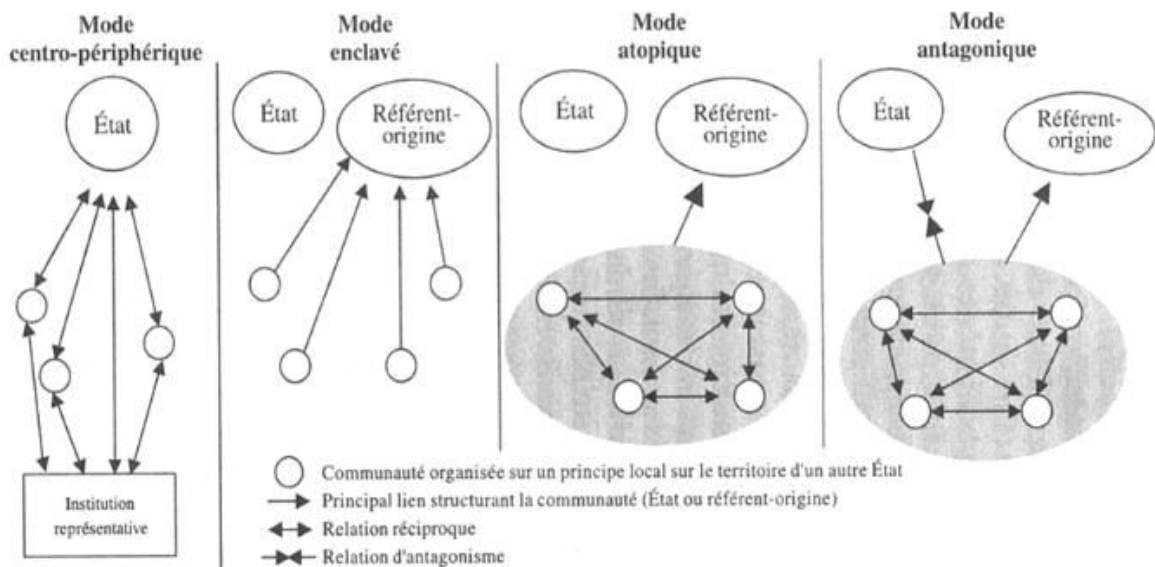 Mode
centro-périphérique
État
Institution
représentative
Mode
enclavé
État
Référent-
origine
Mode
atopique
État
Référent-
origine
Mode
antagonique
État
Référent-
origine
Communauté organisée sur un principe local sur le territoire d'un autre État
Principal lien structurant la communauté (État ou référent-origine)
Relation réciproque
Relation d'antagonisme